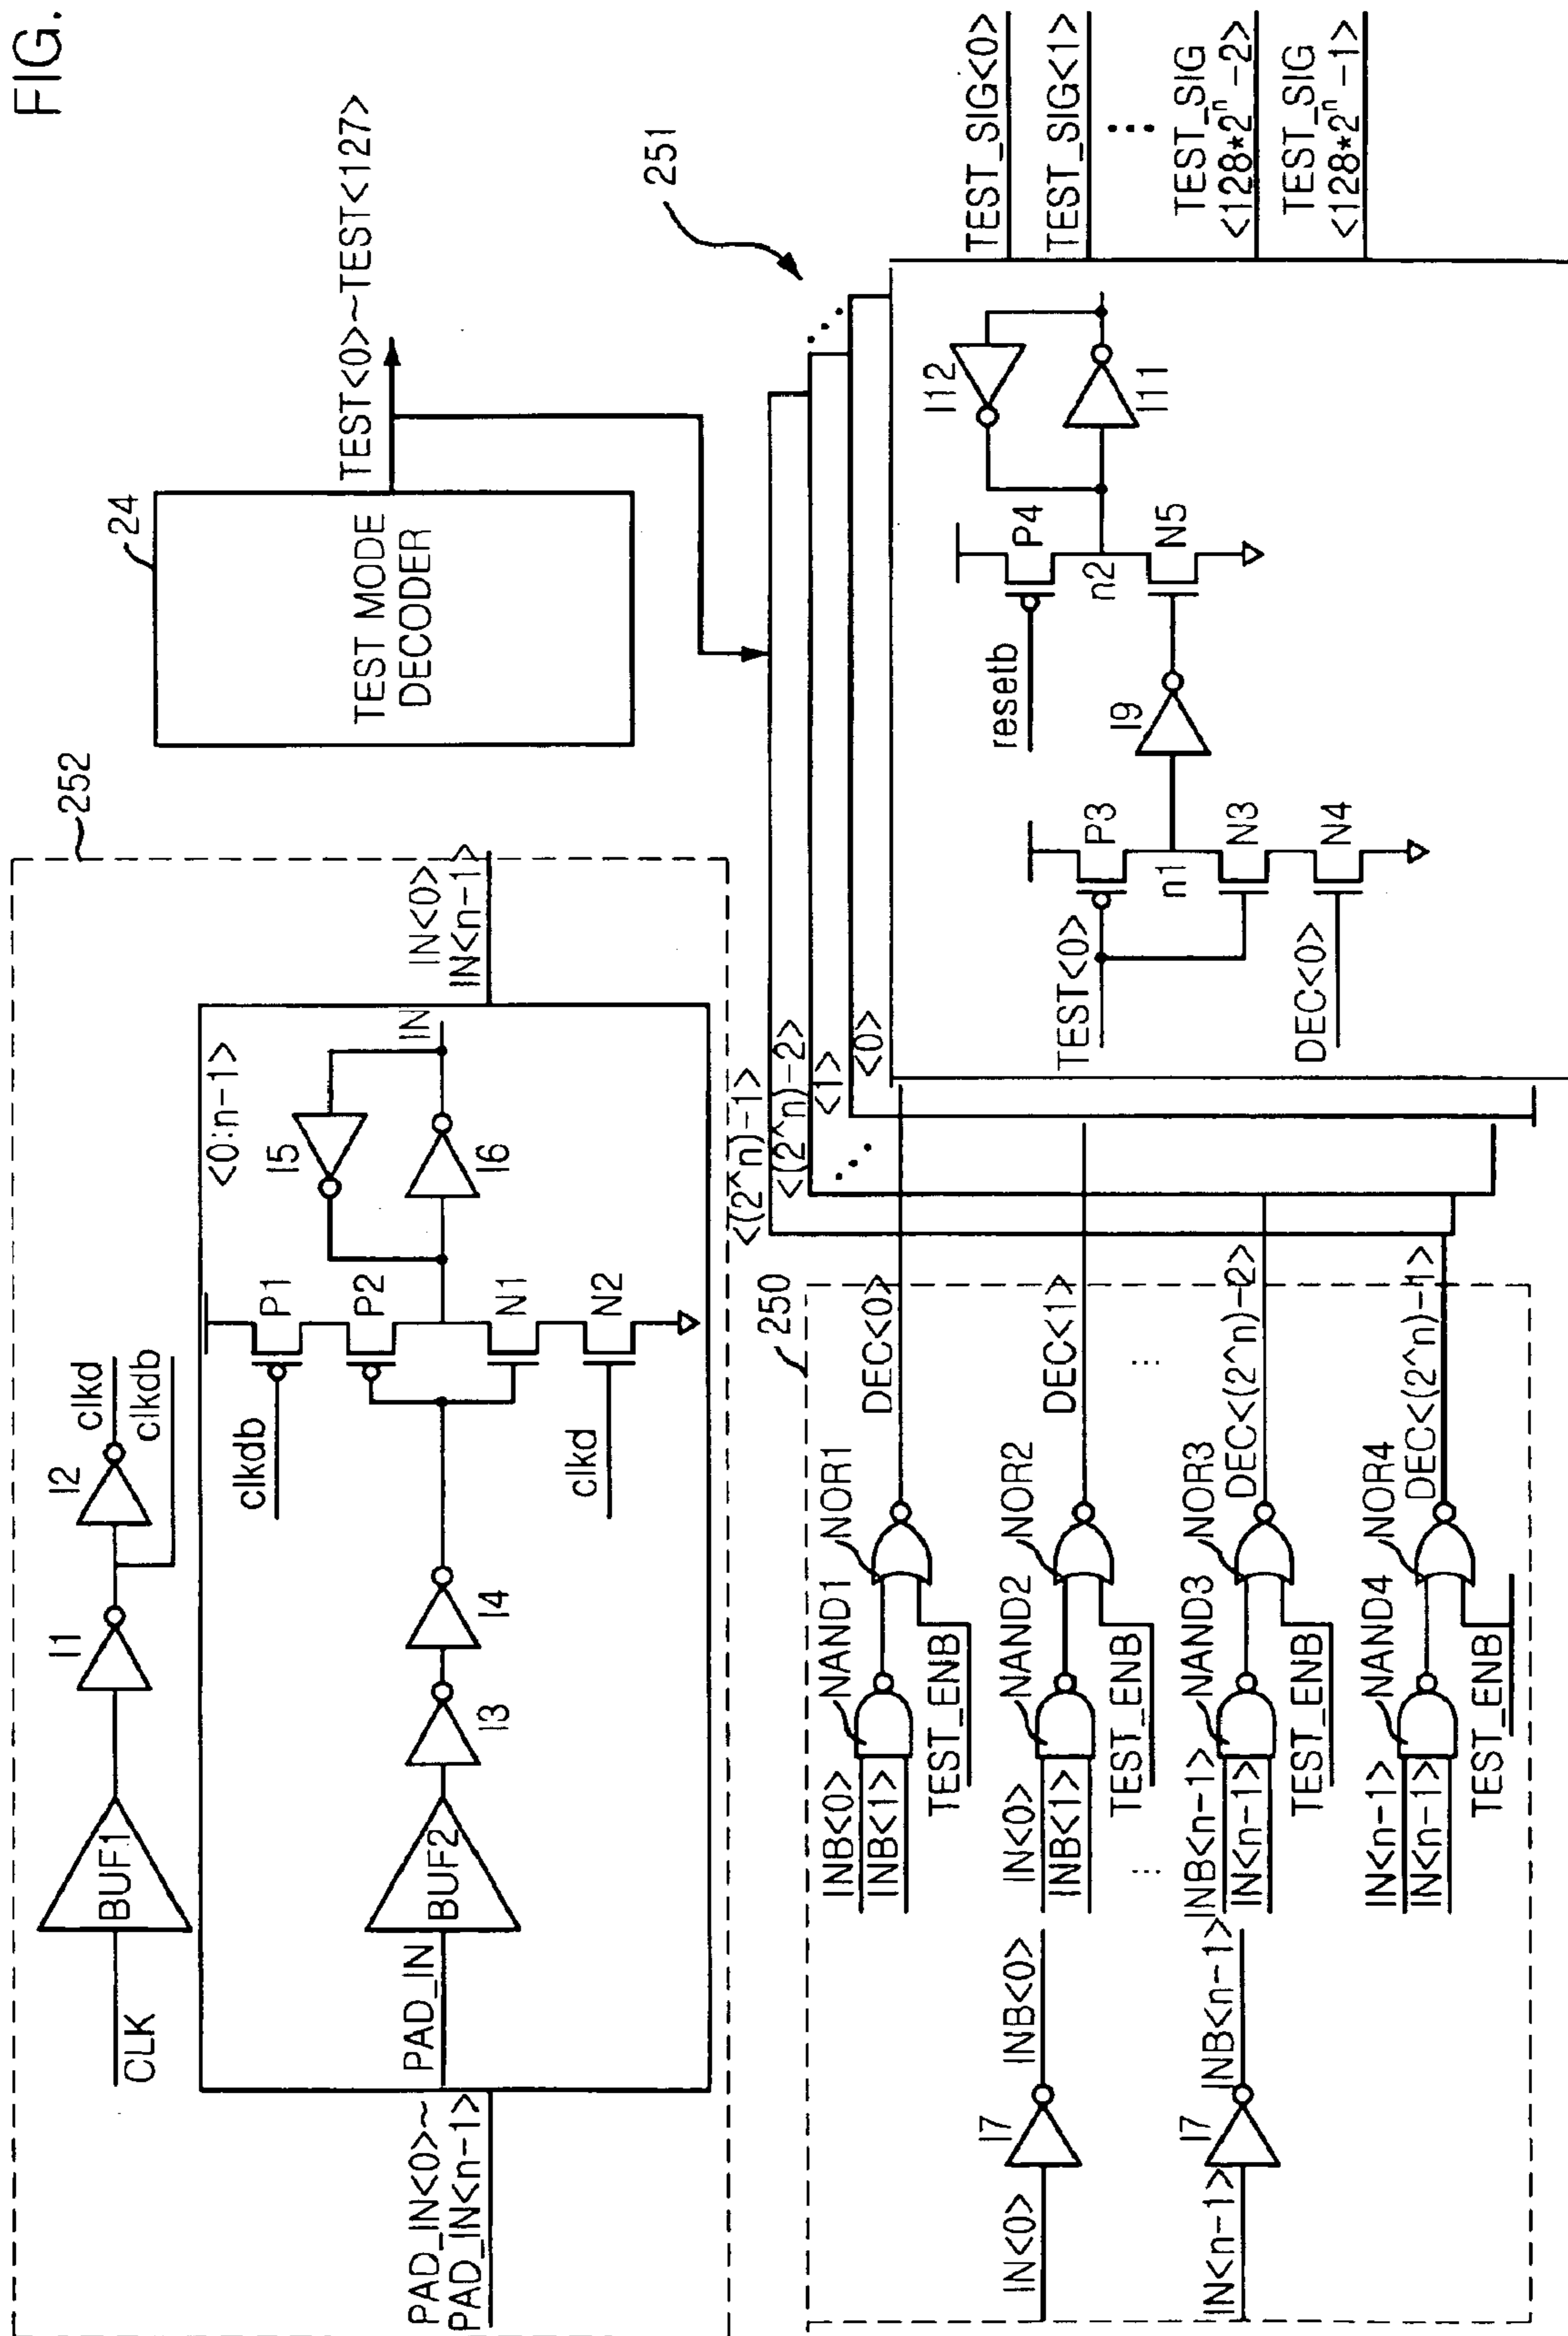 FIG.
252
CLK
BUF1
I1
I2
clkd
clkdb
PAD_IN<0>~
PAD_IN<n-1>
PAD_IN
BUF2
I3
I4
clkdb
clkd
P1
P2
N1
N2
<0:n-1>
I5
I6
IN
IN<0>
IN<n-1>
24
TEST MODE
DECODER
TEST<0>~TEST<127>
250
IN<0>
I7
INB<0>
IN<n-1>
I7
INB<n-1>
INB<0>
INB<1>
NAND1
NOR1
TEST_ENB
DEC<0>
IN<0>
INB<1>
NAND2
NOR2
TEST_ENB
DEC<1>
INB<n-1>
IN<n-1>
NAND3
NOR3
TEST_ENB
DEC<(2^n)-2>
IN<n-1>
IN<n-1>
NAND4
NOR4
TEST_ENB
DEC<(2^n)-1>
251
<(2^n)-1>
<(2^n)-2>
<1>
<0>
TEST<0>
DEC<0>
P3
n1
N3
N4
I9
resetb
P4
n2
N5
I12
I11
TEST_SIG<0>
TEST_SIG<1>
TEST_SIG
<128*2ⁿ-2>
TEST_SIG
<128*2ⁿ-1>